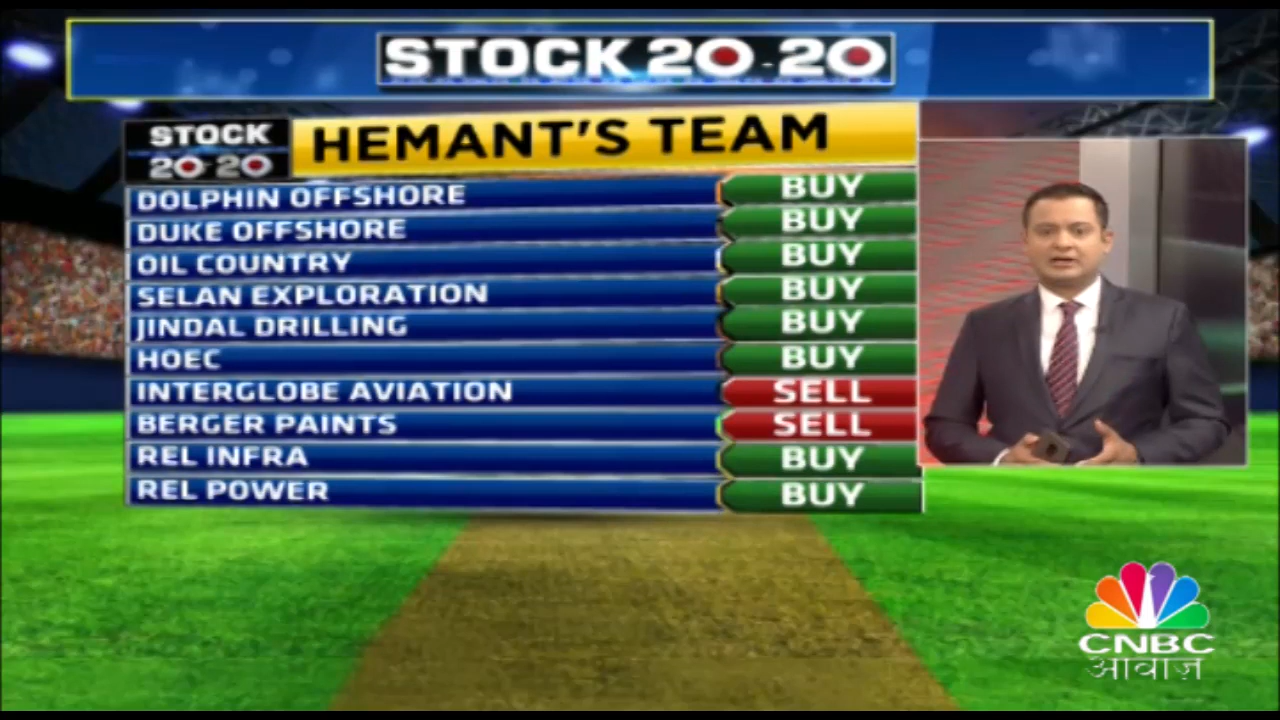 STOCK 20-20
STOCK
20-20
HEMANT'S TEAM
DOLPHIN OFFSHORE BUY
DUKE OFFSHORE BUY
OIL COUNTRY BUY
SELAN EXPLORATION BUY
JINDAL DRILLING BUY
HOEC BUY
INTERGLOBE AVIATION SELL
BERGER PAINTS SELL
REL INFRA BUY
REL POWER BUY
CNBC
आवाज़